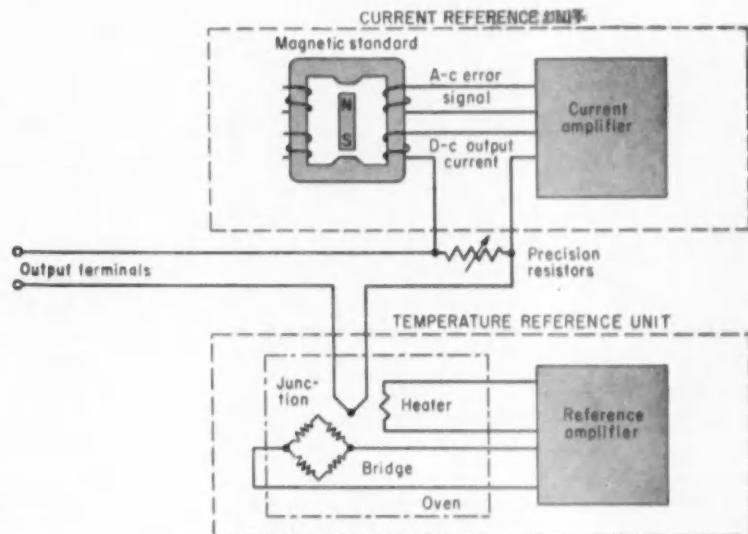 CURRENT REFERENCE UNIT
Magnetic standard
A-c error
signal
N
S
D-c output
current
Current
amplifier
Output terminals
Precision
resistors
TEMPERATURE REFERENCE UNIT
Junc-
tion
Heater
Reference
amplifier
Bridge
Oven